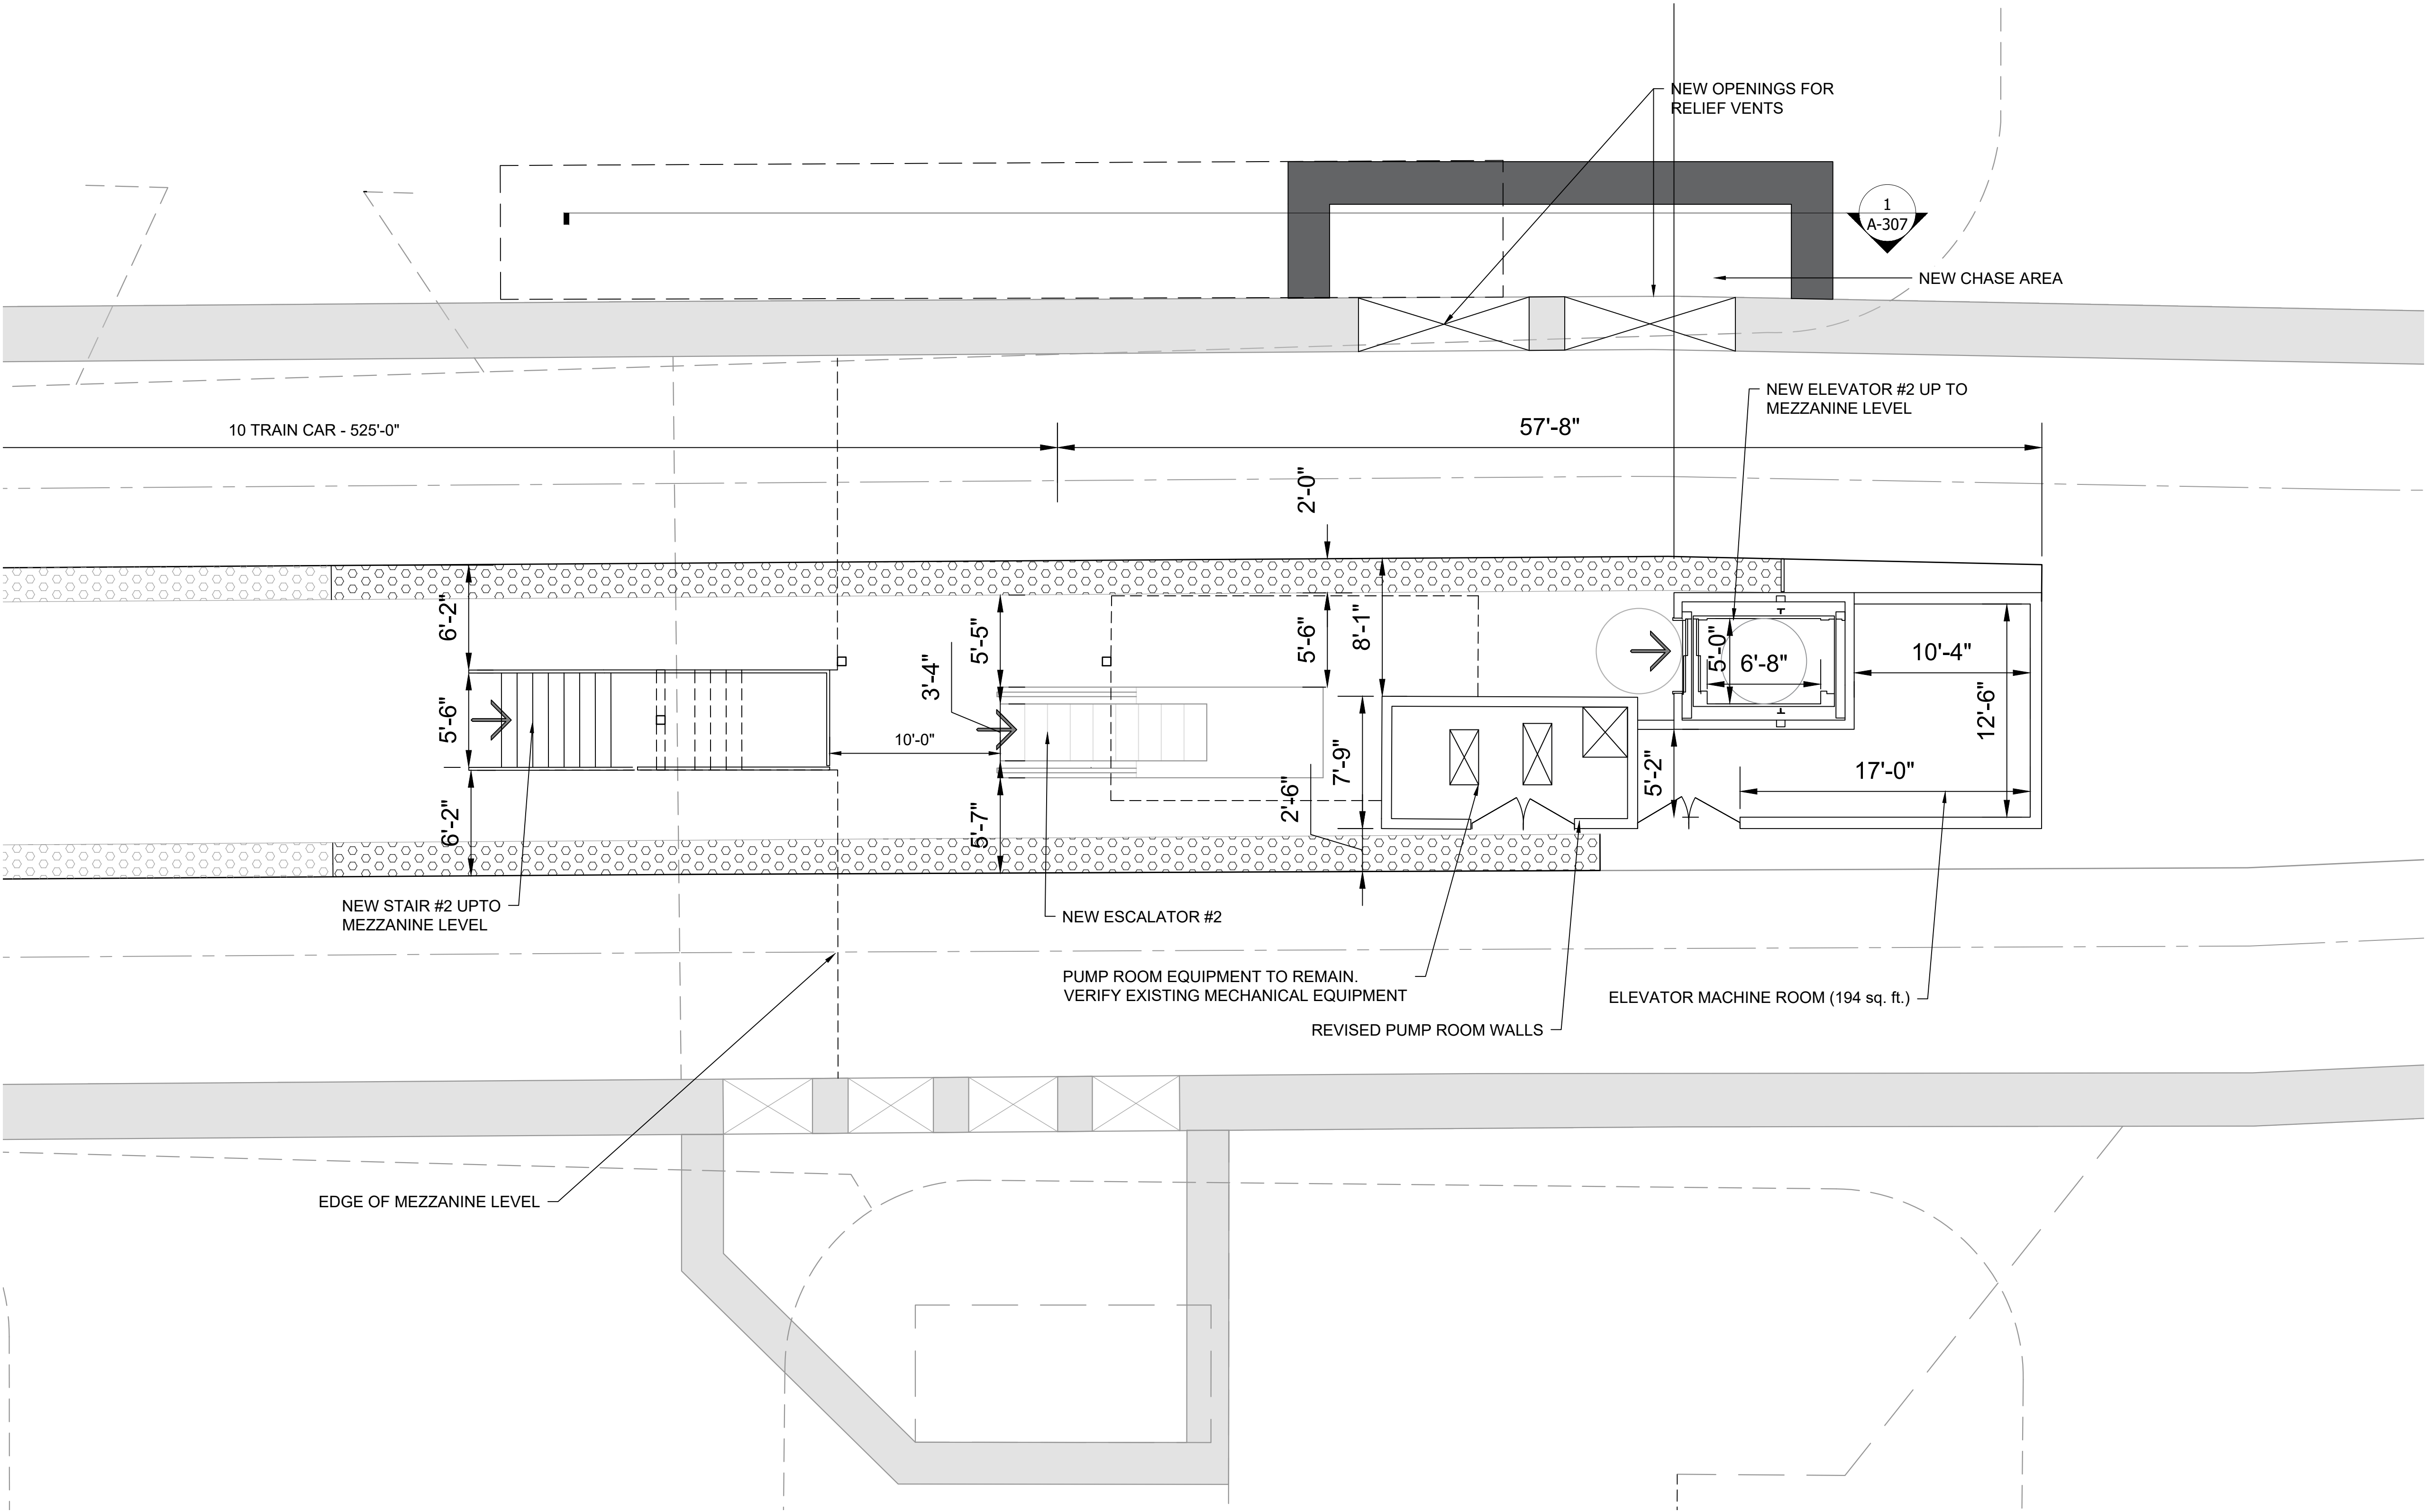 NEW OPENINGS FOR
RELIEF VENTS
1
A-307
NEW CHASE AREA
NEW ELEVATOR #2 UP TO
MEZZANINE LEVEL
10 TRAIN CAR - 525'-0"
57'-8"
2'-0"
6'-2"
5'-5"
5'-6"
8'-1"
3'-4"
5'-0"
6'-8"
10'-4"
5'-6"
10'-0"
12'-6"
7'-9"
5'-2"
17'-0"
2'-6"
6'-2"
5'-7"
NEW STAIR #2 UPTO
MEZZANINE LEVEL
NEW ESCALATOR #2
PUMP ROOM EQUIPMENT TO REMAIN.
VERIFY EXISTING MECHANICAL EQUIPMENT
ELEVATOR MACHINE ROOM (194 sq. ft.)
REVISED PUMP ROOM WALLS
EDGE OF MEZZANINE LEVEL